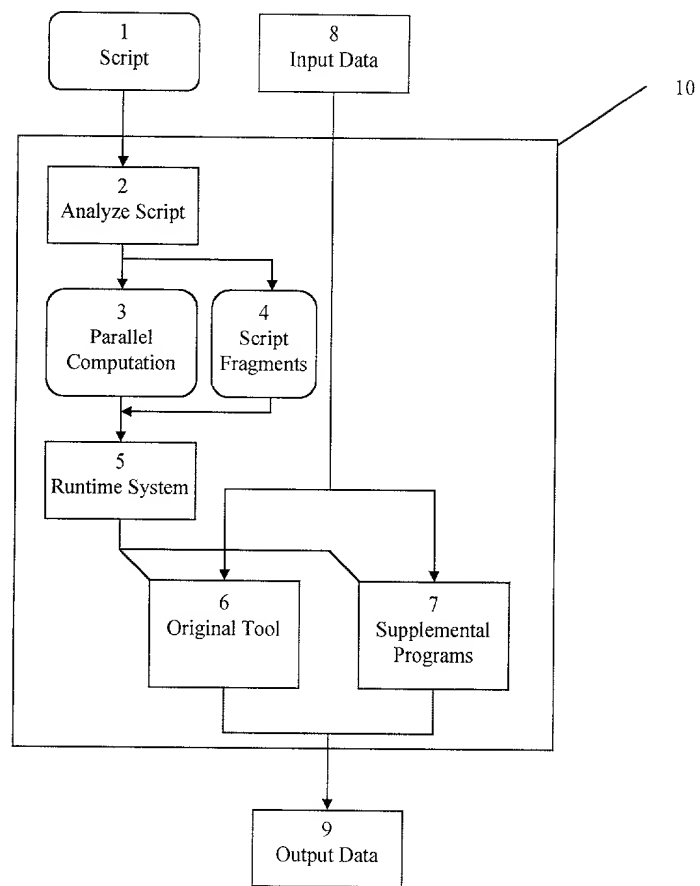 1
Script
8
Input Data
10
2
Analyze Script
3
Parallel
Computation
4
Script
Fragments
5
Runtime System
6
Original Tool
7
Supplemental
Programs
9
Output Data